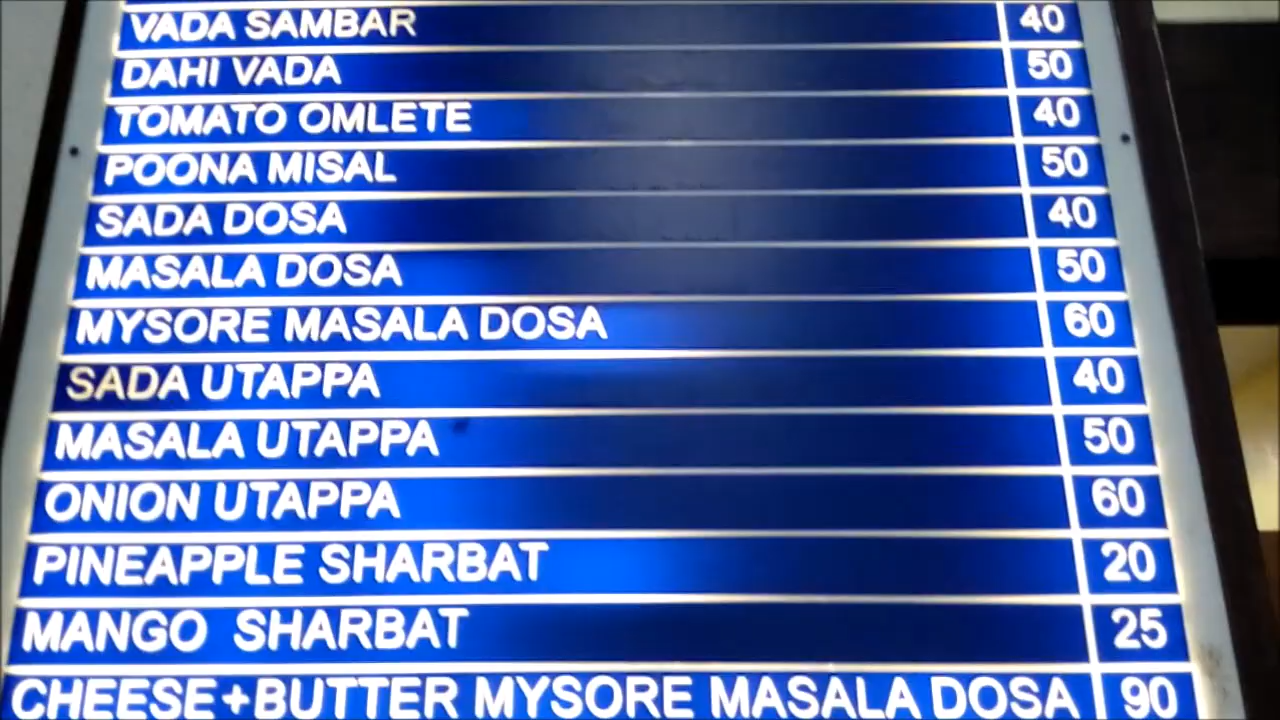 VADA SAMBAR 40
DAHI VADA 50
TOMATO OMLETE 40
POONA MISAL 50
SADA DOSA 40
MASALA DOSA 50
MYSORE MASALA DOSA 60
SADA UTAPPA 40
MASALA UTAPPA 50
ONION UTAPPA 60
PINEAPPLE SHARBAT 20
MANGO SHARBAT 25
CHEESE+BUTTER MYSORE MASALA DOSA 90